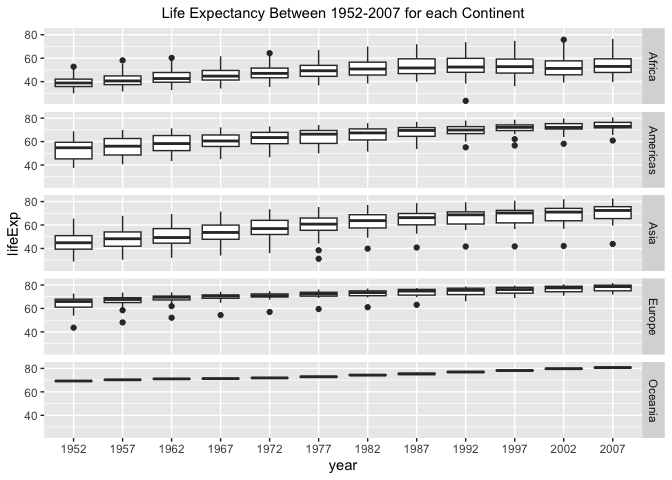 Life Expectancy Between 1952-2007 for each Continent
80
60
40
Africa
80
60
40
Americas
lifeExp
80
60
40
Asia
80
60
40
Europe
80
60
40
Oceania
1952 1957 1962 1967 1972 1977 1982 1987 1992 1997 2002 2007
year